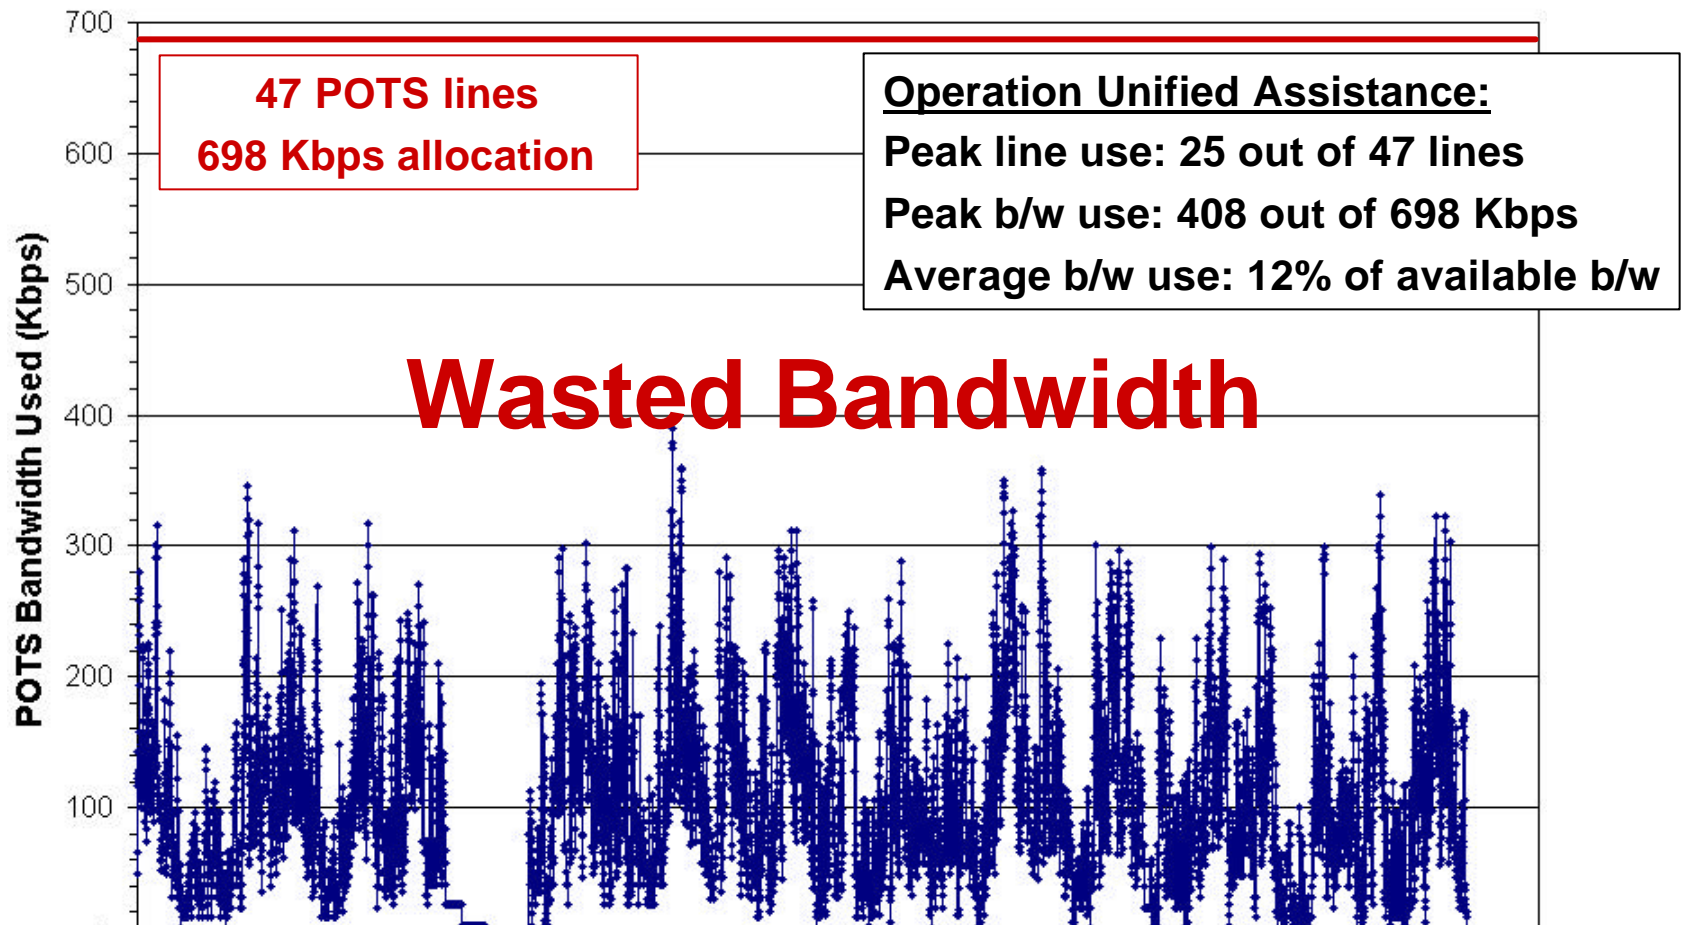 700
47 POTS lines
698 Kbps allocation
Operation Unified Assistance:
Peak line use: 25 out of 47 lines
Peak b/w use: 408 out of 698 Kbps
Average b/w use: 12% of available b/w
600
500
Wasted Bandwidth
400
300
200
100
POTS Bandwidth Used (Kbps)